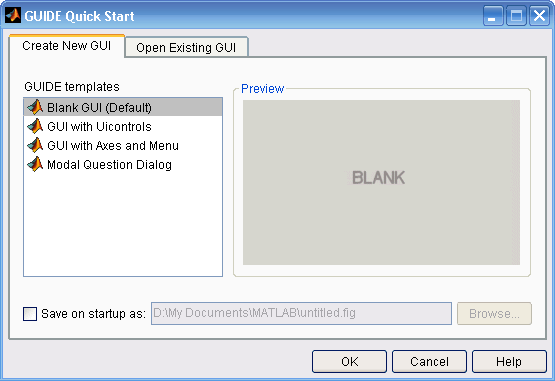 GUIDE Quick Start
Create New GUI
Open Existing GUI
GUIDE templates
Blank GUI (Default)
GUI with Uicontrols
GUI with Axes and Menu
Modal Question Dialog
Preview
BLANK
Save on startup as: D:\My Documents\MATLAB\untitled.fig Browse...
OK Cancel Help